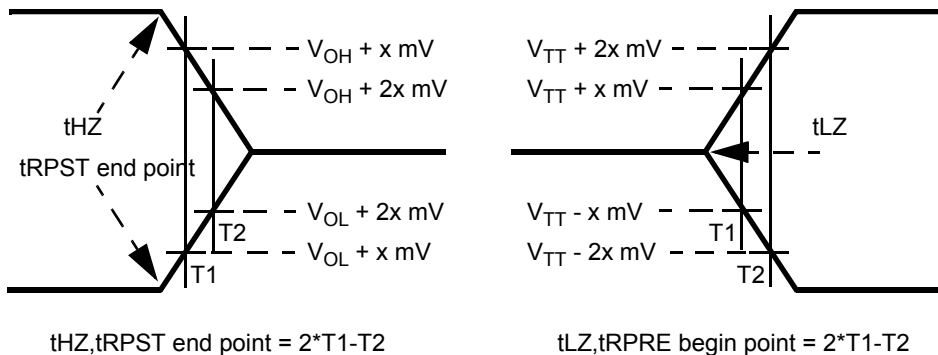 V_OH + x mV
V_OH + 2x mV
tHZ
tRPST end point
V_OL + 2x mV
V_OL + x mV
T2
T1
V_TT + 2x mV
V_TT + x mV
tLZ
V_TT - x mV
V_TT - 2x mV
T1
T2
tHZ,tRPST end point = 2*T1-T2
tLZ,tRPRE begin point = 2*T1-T2